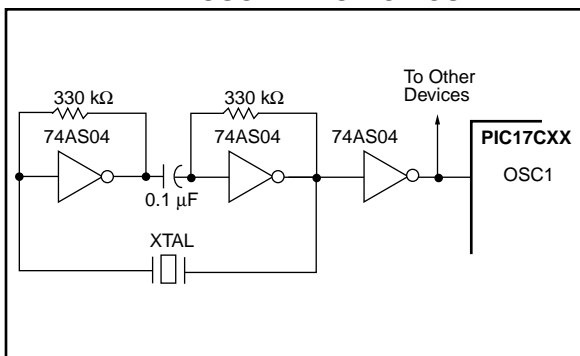 330 kΩ
330 kΩ
To Other
Devices
74AS04
74AS04
74AS04
PIC17CXX
OSC1
0.1 µF
XTAL